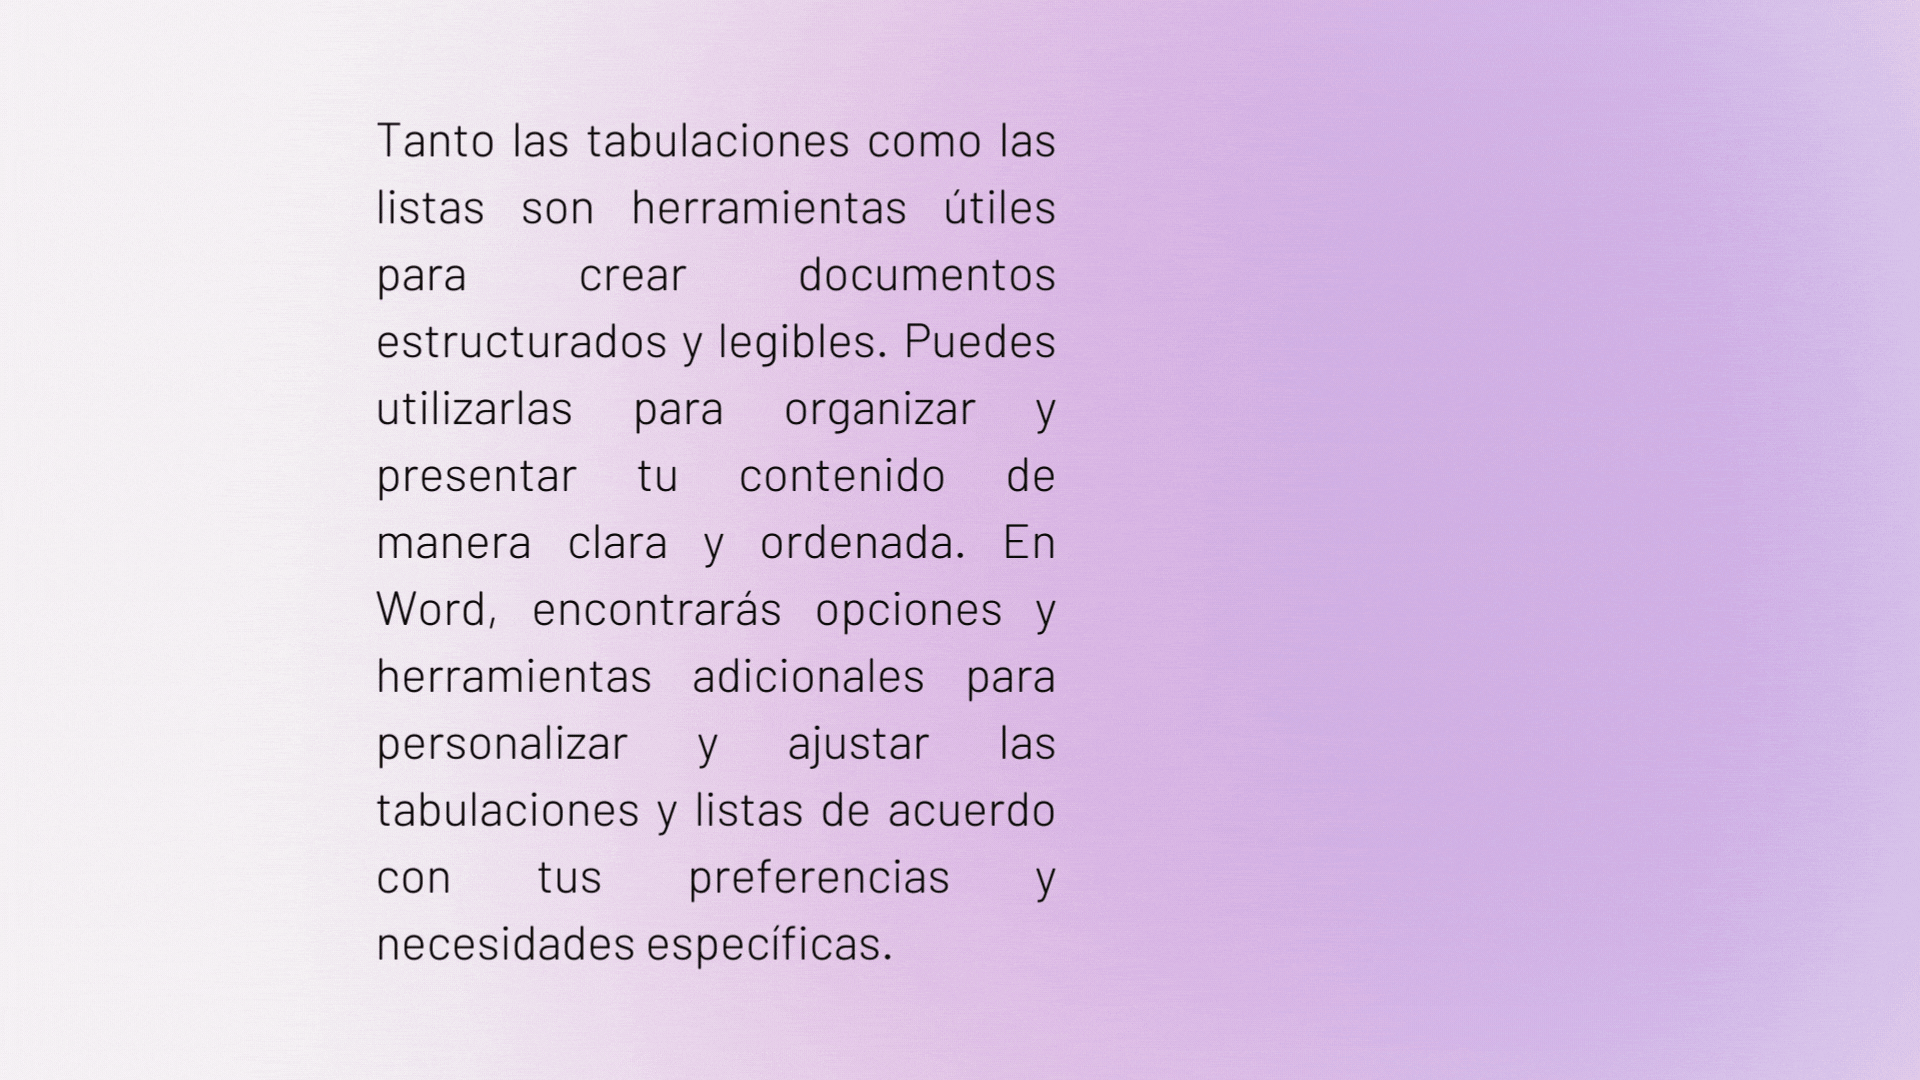 Tanto las tabulaciones como las
listas son herramientas útiles
para crear documentos
estructurados y legibles. Puedes
utilizarlas para organizar y
presentar tu contenido de
manera clara y ordenada. En
Word, encontrarás opciones y
herramientas adicionales para
personalizar y ajustar las
tabulaciones y listas de acuerdo
con tus preferencias y
necesidades específicas.